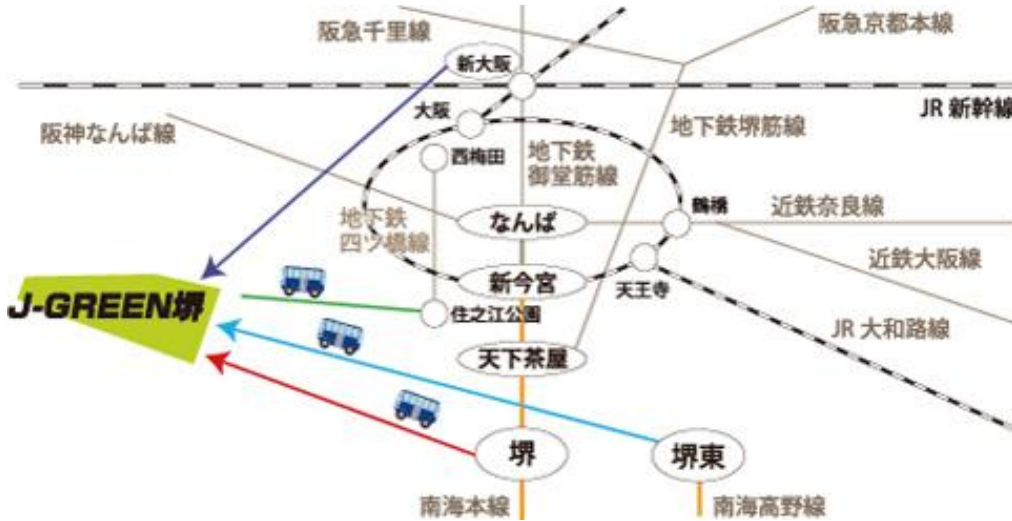 阪急千里線
阪急京都本線
新大阪
JR 新幹線
大阪
阪神なんば線
地下鉄堺筋線
西梅田
地下鉄
御堂筋線
鶴橋
近鉄奈良線
なんば
地下鉄
四ツ橋線
近鉄大阪線
新今宮
天王寺
J-GREEN堺
住之江公園
JR 大和路線
天下茶屋
堺
堺東
南海本線
南海高野線